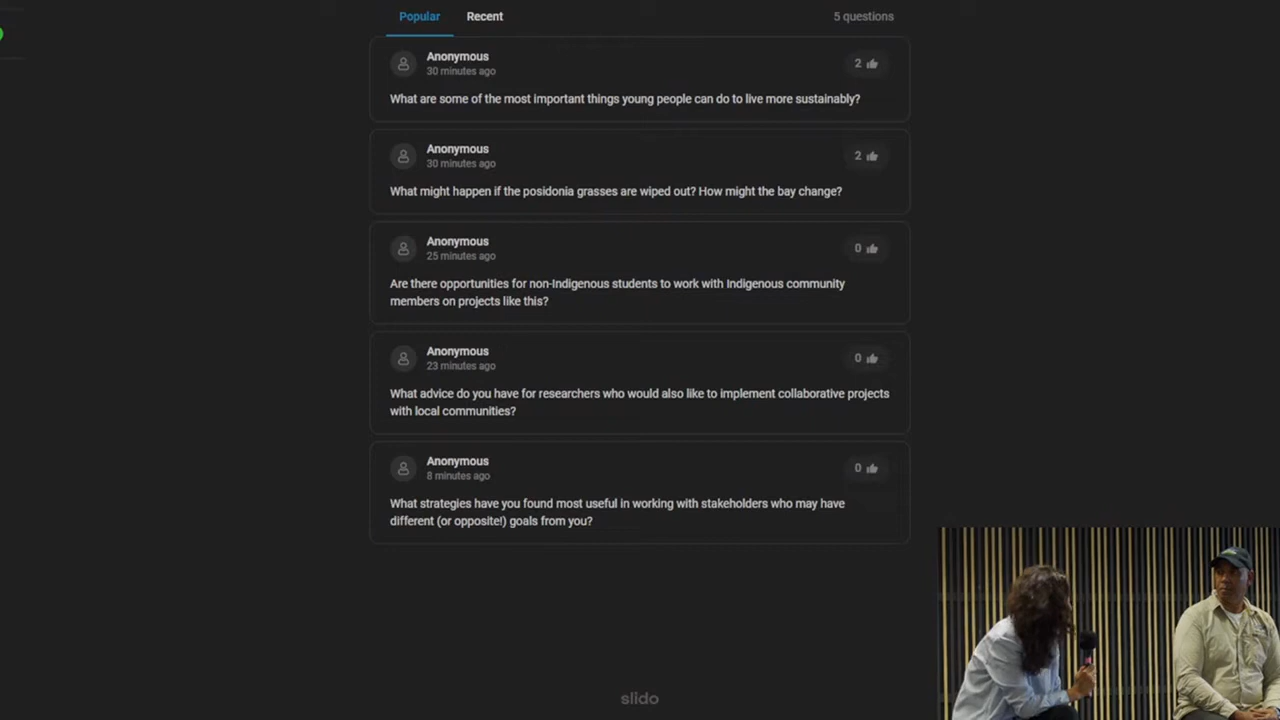 Popular Recent 5 questions
Anonymous
30 minutes ago
2
What are some of the most important things young people can do to live more sustainably?
Anonymous
30 minutes ago
2
What might happen if the posidonia grasses are wiped out? How might the bay change?
Anonymous
25 minutes ago
0
Are there opportunities for non-Indigenous students to work with Indigenous community
members on projects like this?
Anonymous
23 minutes ago
0
What advice do you have for researchers who would also like to implement collaborative projects
with local communities?
Anonymous
8 minutes ago
0
What strategies have you found most useful in working with stakeholders who may have
different (or opposite!) goals from you?
slido